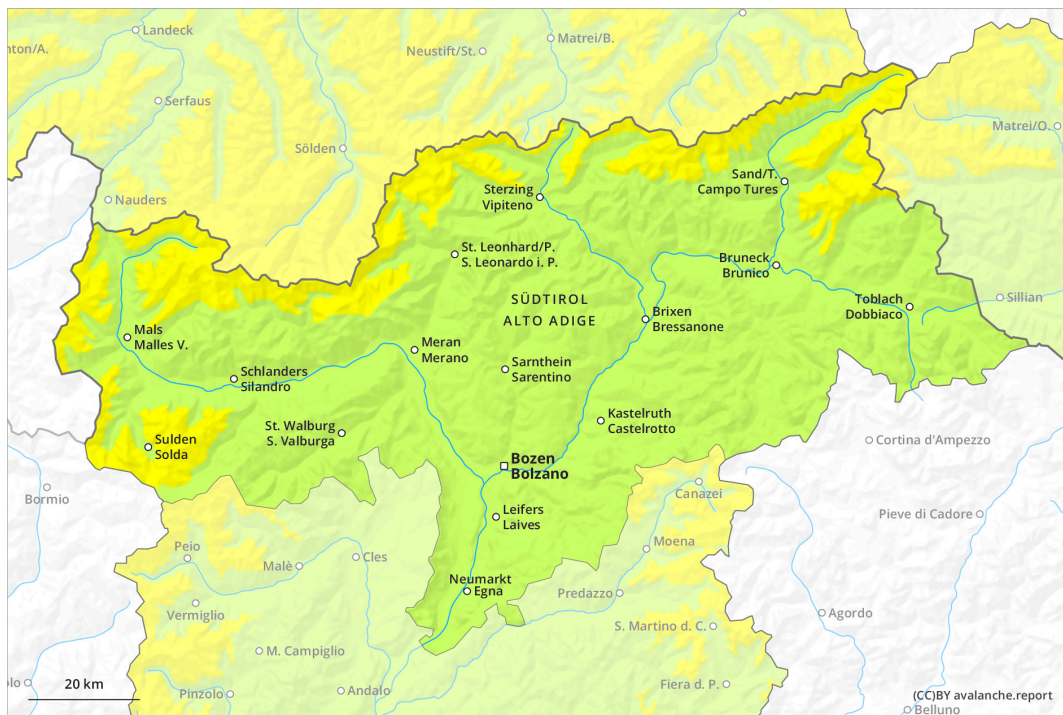 Landeck
nton/A.
Neustift/St.
Matrei/B.
Serfaus
Matrei/O.
Sölden
Nauders
Sand/T.
Campo Tures
Sterzing
Vipiteno
St. Leonhard/P.
S. Leonardo i. P.
Bruneck
Brunico
SÜDTIROL
ALTO ADIGE
Toblach
Dobbiaco
Sillian
Brixen
Bressanone
Mals
Malles V.
Meran
Merano
Sarnthein
Sarentino
Schlanders
Silandro
Kastelruth
Castelrotto
St. Walburg
S. Valburga
Sulden
Solda
Cortina d'Ampezzo
Bozen
Bolzano
Bormio
Canazei
Leifers
Laives
Pieve di Cadore
Peio
Cles
Malè
Moena
Neumarkt
Egna
Predazzo
Vermiglio
Agordo
S. Martino d. C.
M. Campiglio
20 km
olo
Pinzolo
Andalo
Fiera d. P.
(CC)BY avalanche.report
Belluno